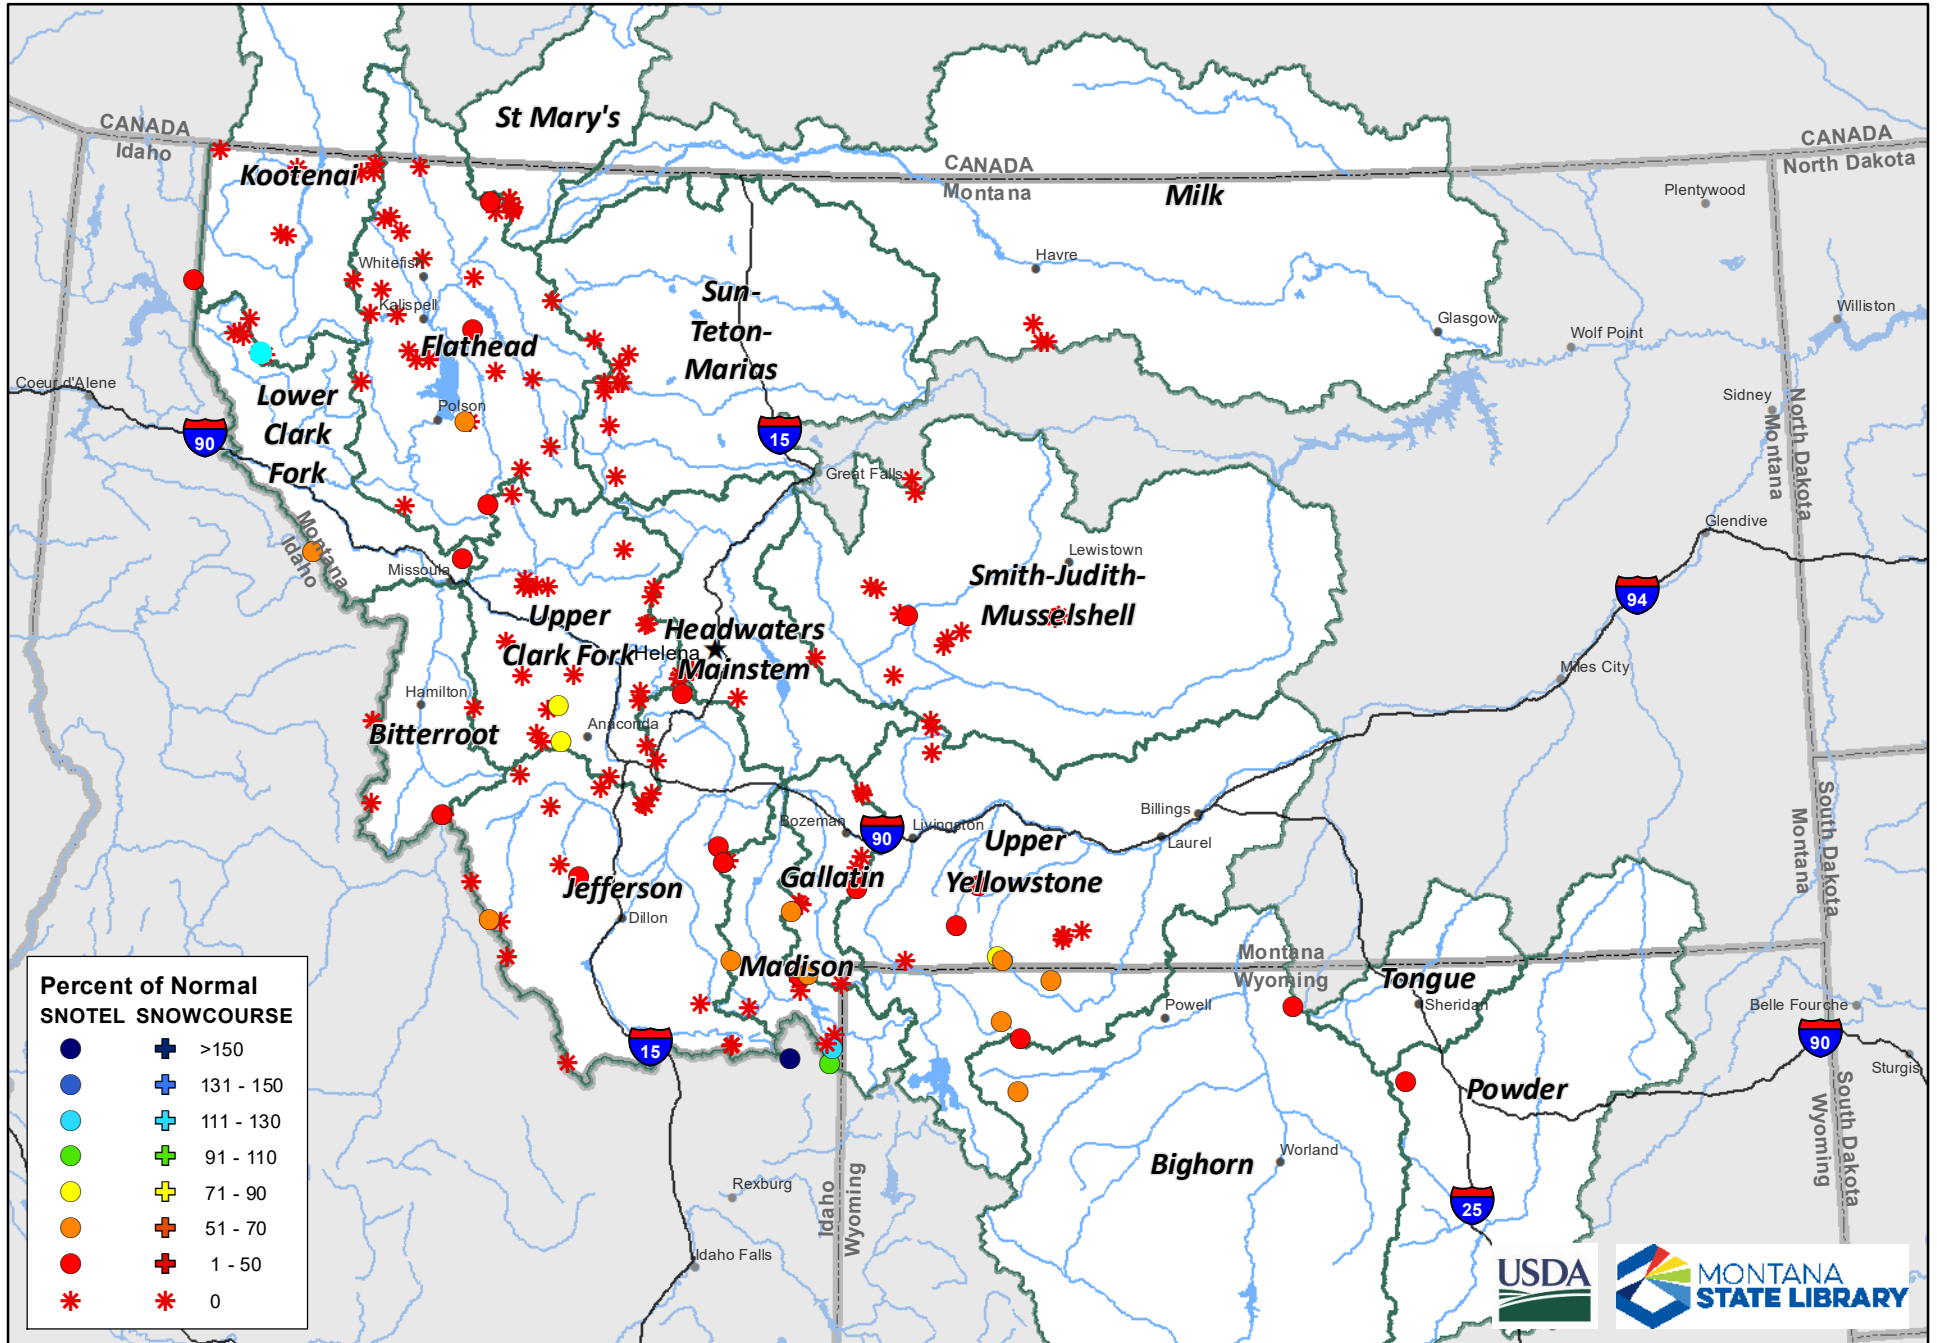 St Mary's
CANADA
Idaho
Kootenai
CANADA
Montana
Milk
CANADA
North Dakota
Plentywood
Whitefish
Havre
Kalispell
Sun-
Teton-
Marias
Glasgow
Wolf Point
Williston
Flathead
Coeur d'Alene
Lower
Clark
Fork
Polson
Sidney
North Dakota
Montana
90
15
Great Falls
Montana
Idaho
Glendive
Missoula
Lewistown
Smith-Judith-
Musselshell
94
Upper
Clark Fork
Headwaters
Mainstem
Helena
Miles City
Hamilton
Bitterroot
Anaconda
Billings
Bozeman
90
Livingston
Laurel
Upper
Yellowstone
South Dakota
Montana
Jefferson
Gallatin
Dillon
Madison
Montana
Wyoming
Tongue
Sheridan
Powell
Belle Fourche
15
90
Sturgis
Powder
South Dakota
Wyoming
Bighorn
Worland
Rexburg
Idaho
Wyoming
25
Idaho Falls
Percent of Normal
SNOTEL SNOWCOURSE
>150
131 - 150
111 - 130
91 - 110
71 - 90
51 - 70
1 - 50
0
USDA
MONTANA
STATE LIBRARY